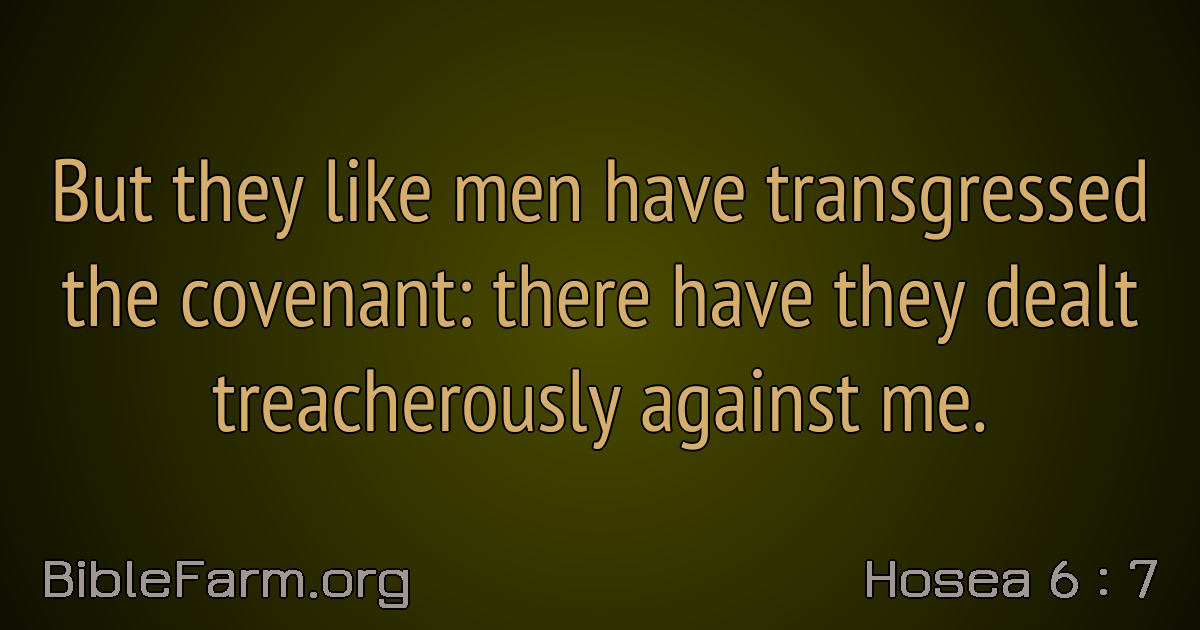 But they like men have transgressed
the covenant: there have they dealt
treacherously against me.
BibleFarm.org
Hosea 6 : 7